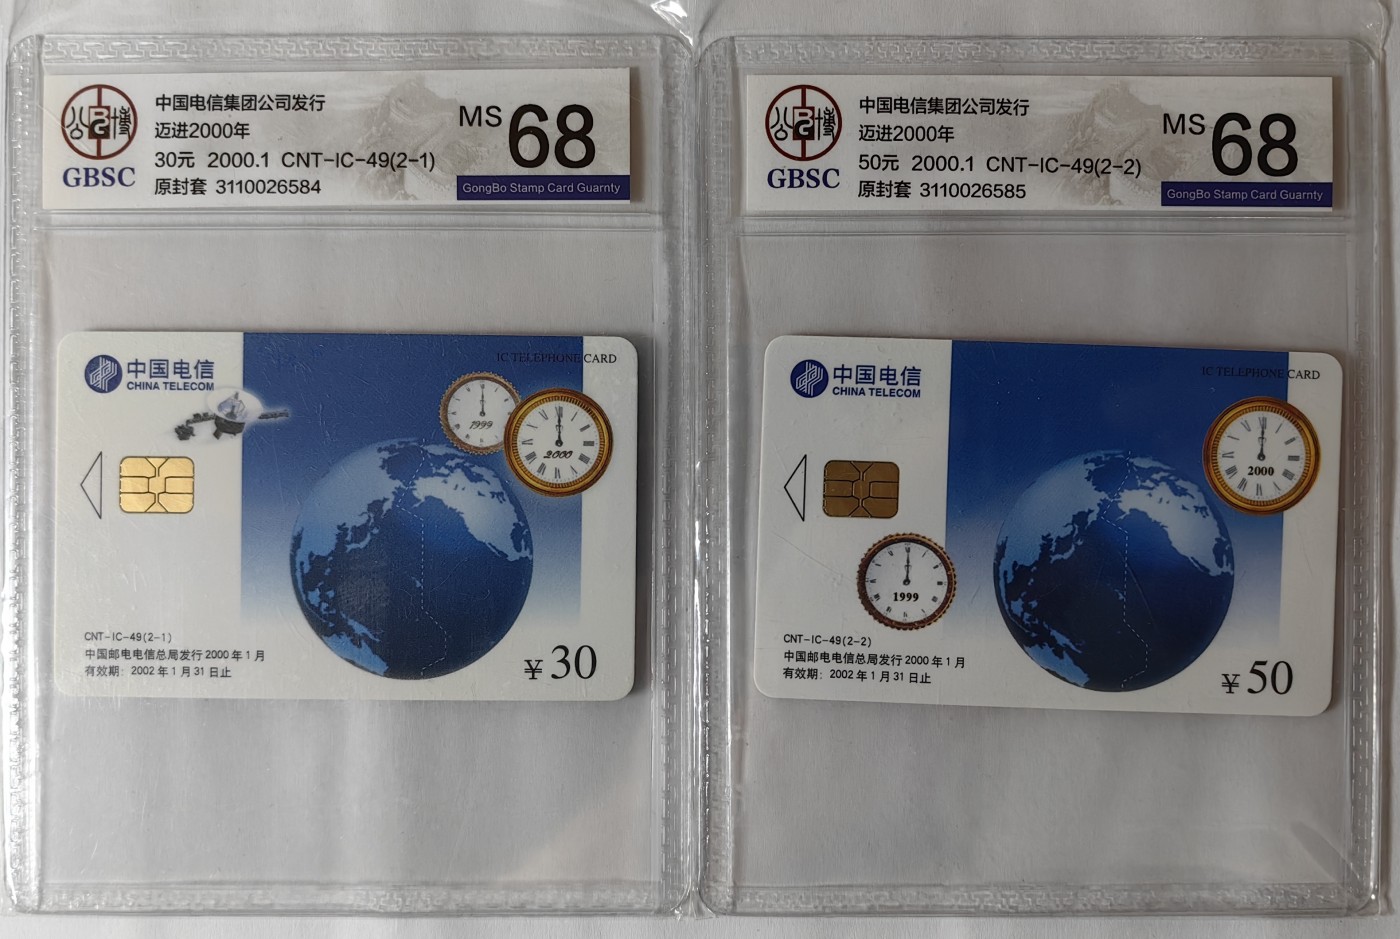 中国电信集团公司发行
迈进2000年
30元 2000.1 CNT-IC-49(2-1)
原封套 3110026584
MS 68
GongBo Stamp Card Guarnty
公博
BC
GBSC
中国电信
CHINA TELECOM
IC TELEPHONE CARD
1999
2000
CNT-IC-49(2-1)
中国邮电电信总局发行 2000 年 1 月
有效期: 2002 年 1 月 31 日止
¥30
中国电信集团公司发行
迈进2000年
50元 2000.1 CNT-IC-49(2-2)
原封套 3110026585
MS 68
GongBo Stamp Card Guarnty
公博
BC
GBSC
中国电信
CHINA TELECOM
IC TELEPHONE CARD
2000
1999
CNT-IC-49(2-2)
中国邮电电信总局发行 2000 年 1 月
有效期: 2002 年 1 月 31 日止
¥50